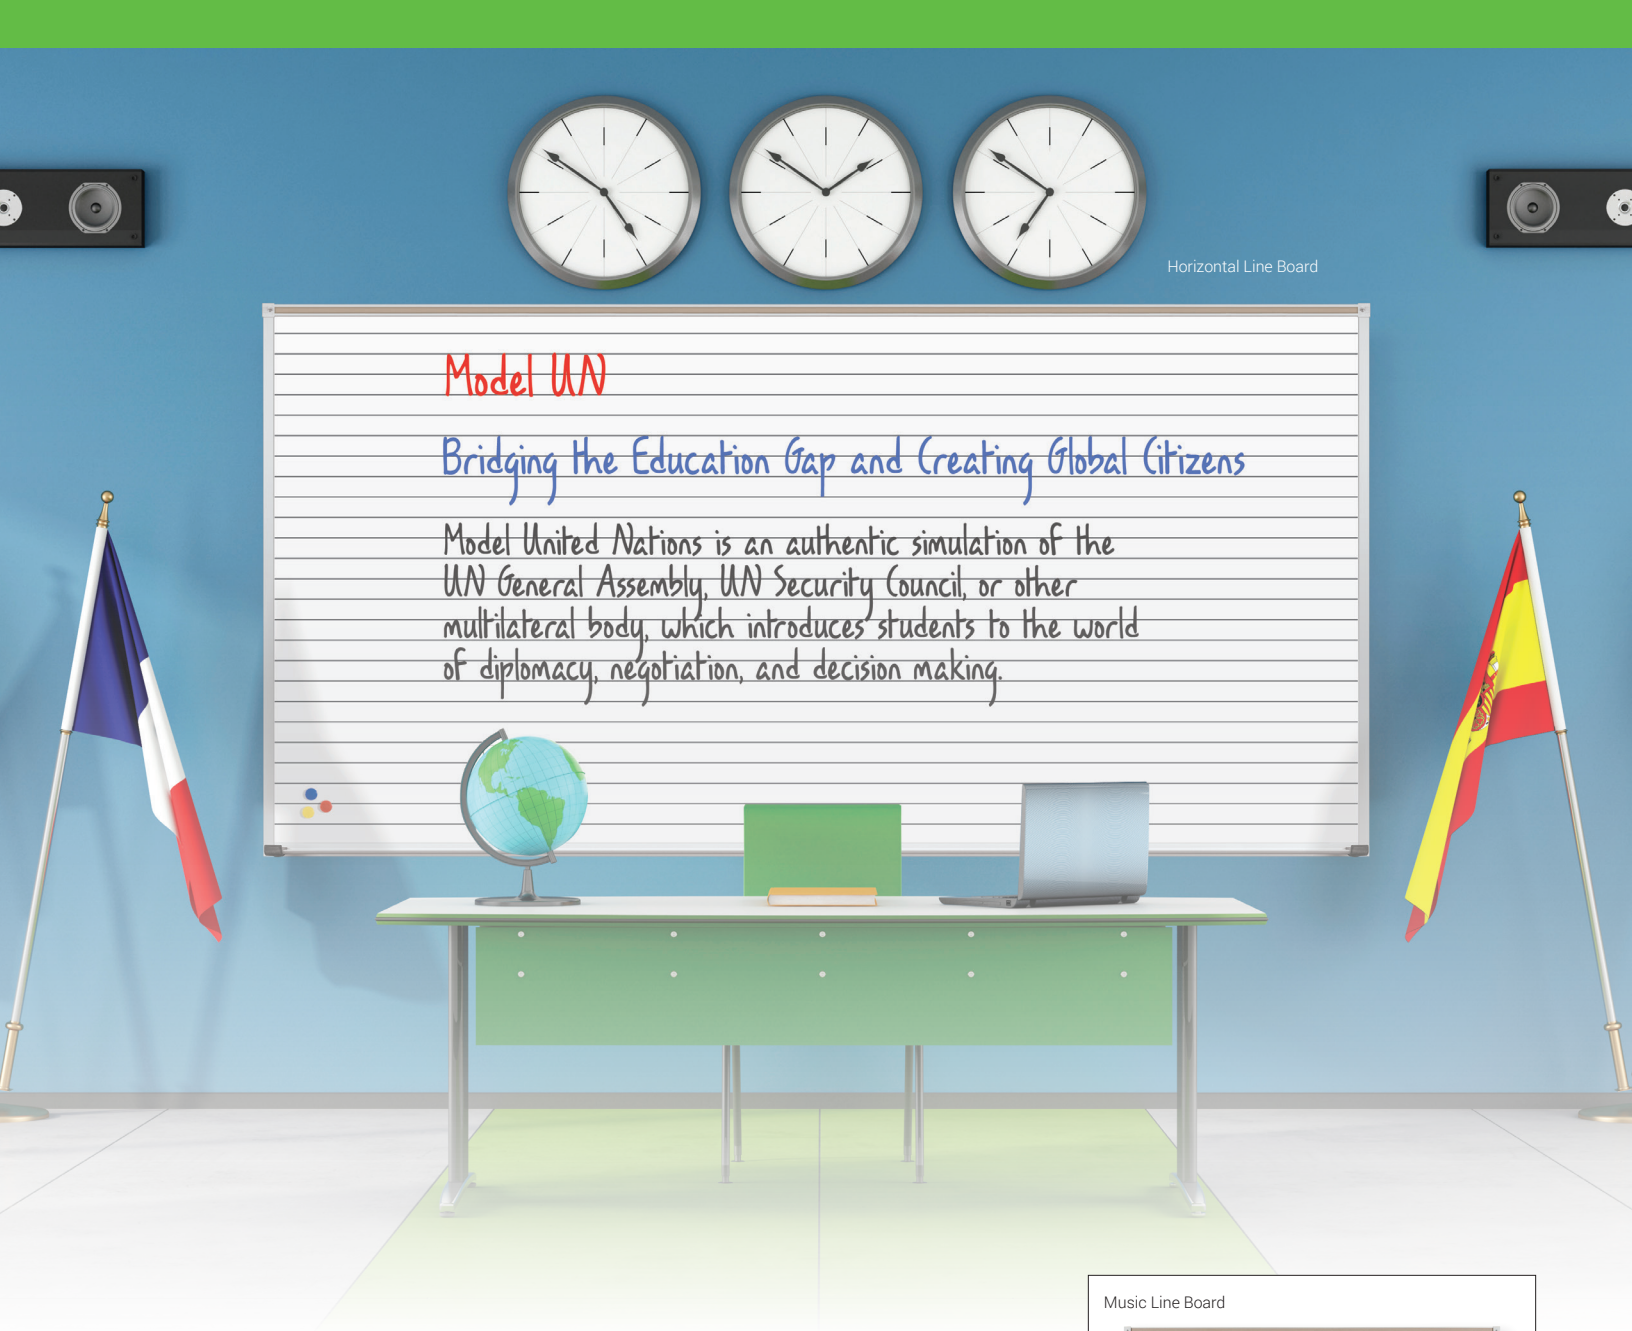 Horizontal Line Board
Model UN
Bridging the Education Gap and Creating Global Citizens
Model United Nations is an authentic simulation of the
UN General Assembly, UN Security Council, or other
multilateral body, which introduces students to the world
of diplomacy, negotiation, and decision making.
Music Line Board